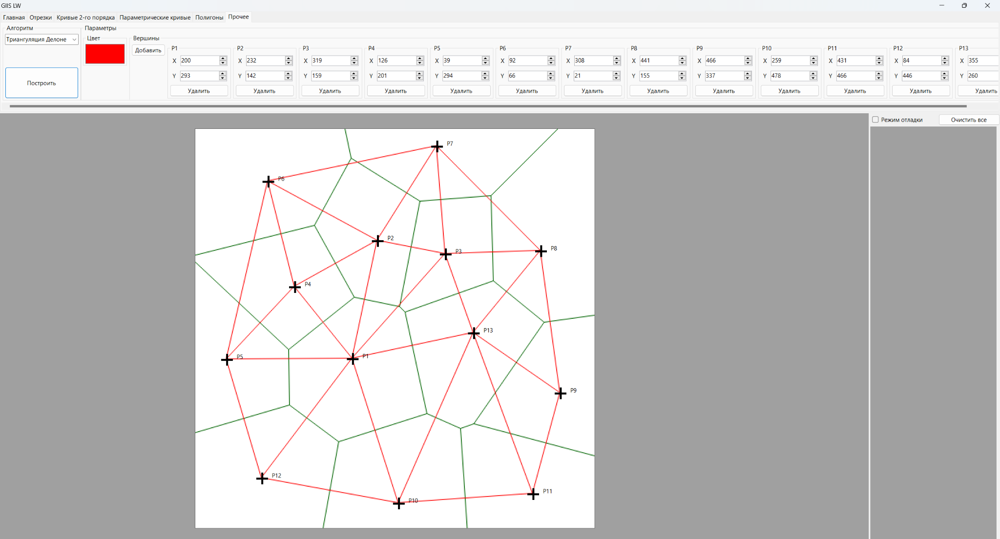 GIIS LW
Главная Отрезки Кривые 2-го порядка Параметрические кривые Полигоны Прочее
Алгоритм Параметры
Триангуляция Делоне Цвет Вершины
Добавить P1 P2 P3 P4 P5 P6 P7 P8 P9 P10 P11 P12 P13
X 200 X 232 X 319 X 126 X 39 X 92 X 308 X 441 X 466 X 259 X 431 X 84 X 355
Y 293 Y 142 Y 159 Y 201 Y 294 Y 66 Y 21 Y 155 Y 337 Y 478 Y 466 Y 446 Y 260
Построить
Удалить Удалить Удалить Удалить Удалить Удалить Удалить Удалить Удалить Удалить Удалить Удалить Удалить
Режим отладки Очистить все
P7
P6
P2
P8
P3
P4
P13
P5 P1
P9
P12
P11
P10